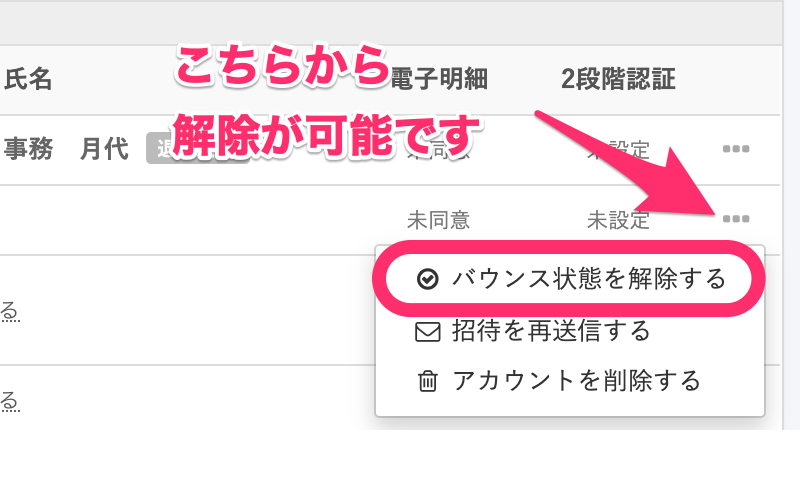 こちらから
氏名 電子明細 2段階認証
解除が可能です
事務 月代 未同意 未設定
未同意 未設定
バウンス状態を解除する
る
招待を再送信する
アカウントを削除する
る